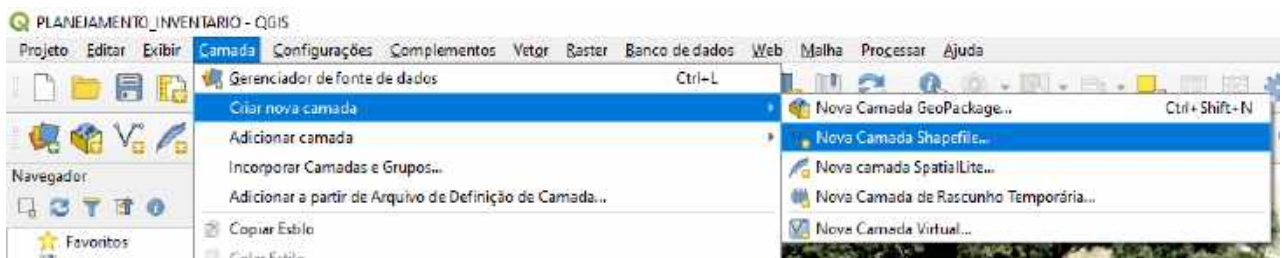 PLANEJAMENTO_INVENTARIO - QGIS
Projeto Editar Exibir Camada Configurações Complementos Vetor Raster Banco de dados Web Malha Processar Ajuda
Gerenciador de fonte de dados Ctrl+L
Criar nova camada
Nova Camada GeoPackage... Ctrl+Shift+N
Adicionar camada
Nova Camada Shapefile...
Incorporar Camadas e Grupos...
Nova camada SpatialLite...
Navegador
Adicionar a partir de Arquivo de Definição de Camada...
Nova Camada de Rascunho Temporária...
Copiar Estilo
Nova Camada Virtual...
Favoritos